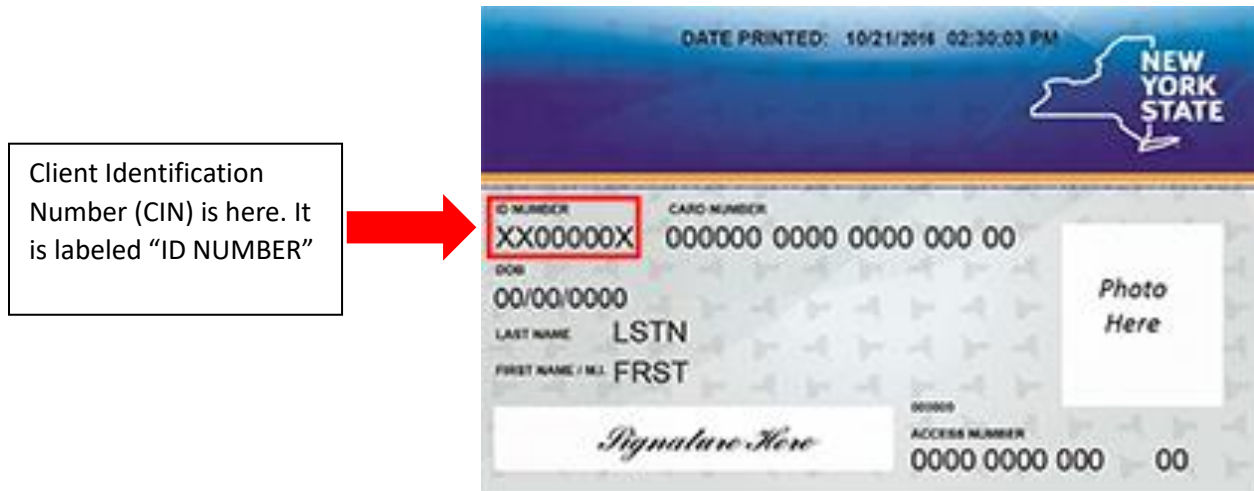 DATE PRINTED: 10/21/2016 02:30:03 PM
NEW
YORK
STATE
Client Identification
Number (CIN) is here. It
is labeled “ID NUMBER”
ID NUMBER CARD NUMBER
XX00000X 000000 0000 0000 000 00
DOB
00/00/0000
LAST NAME LSTN
FIRST NAME / M.I. FRST
Photo
Here
Signature Here
000000
ACCESS NUMBER
0000 0000 000 00